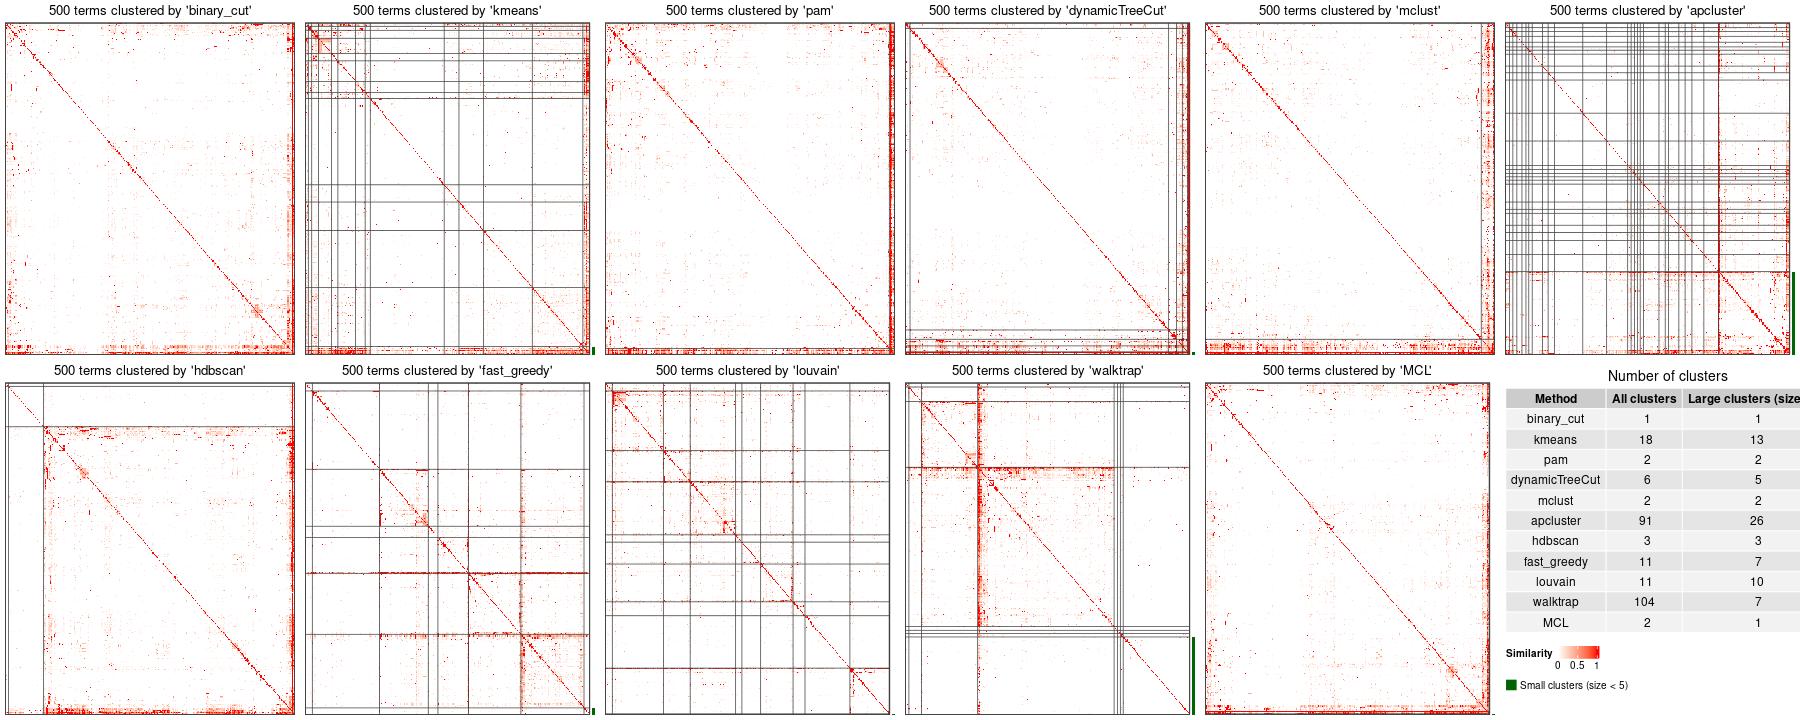 500 terms clustered by 'binary_cut'
500 terms clustered by 'kmeans'
500 terms clustered by 'pam'
500 terms clustered by 'dynamicTreeCut'
500 terms clustered by 'mclust'
500 terms clustered by 'apcluster'
500 terms clustered by 'hdbscan'
500 terms clustered by 'fast_greedy'
500 terms clustered by 'louvain'
500 terms clustered by 'walktrap'
500 terms clustered by 'MCL'
Number of clusters
Method All clusters Large clusters (size
binary_cut 1 1
kmeans 18 13
pam 2 2
dynamicTreeCut 6 5
mclust 2 2
apcluster 91 26
hdbscan 3 3
fast_greedy 11 7
louvain 11 10
walktrap 104 7
MCL 2 1
Similarity
0 0.5 1
Small clusters (size < 5)